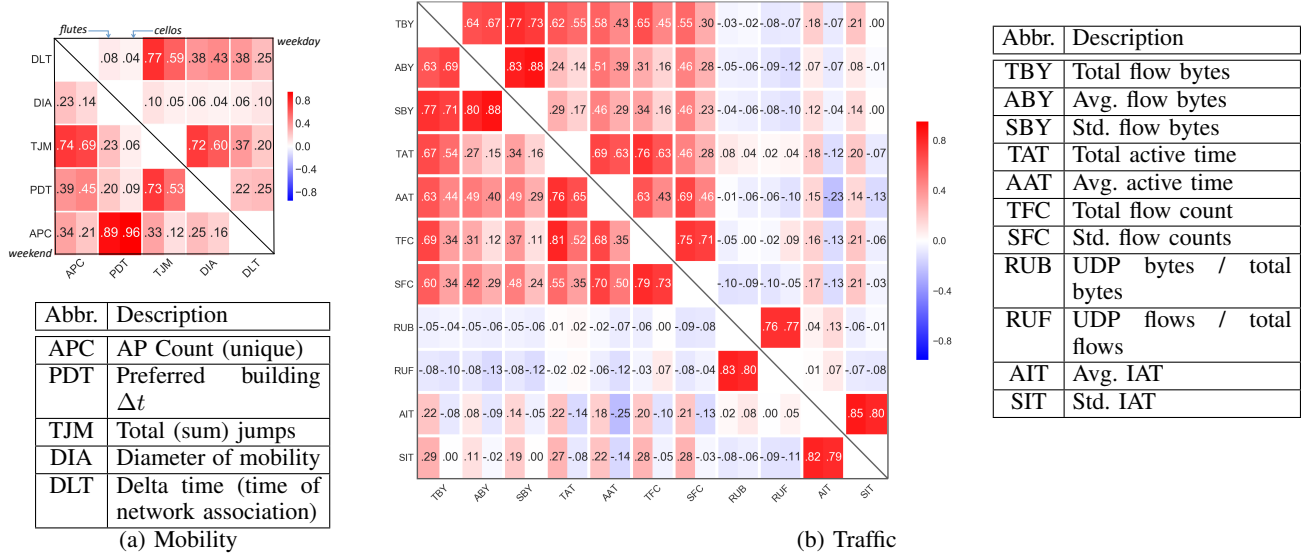 flutes cellos
weekday
DLT .08 .04 .77 .59 .38 .43 .38 .25
DIA .23 .14 .10 .05 .06 .04 .06 .10
TJM .74 .69 .23 .06 .72 .60 .37 .20
PDT .39 .45 .20 .09 .73 .53 .22 .25
APC .34 .21 .89 .96 .33 .12 .25 .16
weekend
APC PDT TJM DIA DLT
0.8
0.4
0.0
−0.4
−0.8
Abbr. Description
APC AP Count (unique)
PDT Preferred building
Δt
TJM Total (sum) jumps
DIA Diameter of mobility
DLT Delta time (time of
network association)
(a) Mobility
TBY .64 .67 .77 .73 .62 .55 .58 .43 .65 .45 .55 .30 -.03 -.02 -.08 -.07 .18 -.07 .21 .00
ABY .63 .69 .83 .88 .24 .14 .51 .39 .31 .16 .46 .28 -.05 -.06 -.09 -.12 .07 -.07 .08 -.01
SBY .77 .71 .80 .88 .29 .17 .46 .29 .34 .16 .46 .23 -.04 -.06 -.08 -.11 .12 -.04 .14 .00
TAT .67 .54 .27 .15 .34 .16 .69 .63 .76 .63 .46 .28 .08 .04 .02 .04 .18 -.12 .20 -.07
AAT .63 .44 .49 .40 .49 .29 .76 .65 .63 .43 .69 .46 -.01 -.06 -.06 -.10 .15 -.23 .14 -.13
TFC .69 .34 .31 .12 .37 .11 .81 .52 .68 .35 .75 .71 -.05 .00 -.02 .09 .16 -.13 .21 -.06
SFC .60 .34 .42 .29 .48 .24 .55 .35 .70 .50 .79 .73 -.10 -.09 -.10 -.05 .17 -.13 .21 -.03
RUB -.05 -.04 -.05 -.06 -.05 -.06 .01 .02 -.02 -.07 -.06 .00 -.09 -.08 .76 .77 .04 .13 -.06 -.01
RUF -.08 -.10 -.08 -.13 -.08 -.12 -.02 .02 -.06 -.12 -.03 .07 -.08 -.04 .83 .80 .01 .07 -.07 -.08
AIT .22 -.08 .08 -.09 .14 -.05 .22 -.14 .18 -.25 .20 -.10 .21 -.13 .02 .08 .00 .05 .85 .80
SIT .29 .00 .11 -.02 .19 .00 .27 -.08 .22 -.14 .28 -.05 .28 -.03 -.08 -.06 -.09 -.11 .82 .79
TBY ABY SBY TAT AAT TFC SFC RUB RUF AIT SIT
0.8
0.4
0.0
−0.4
−0.8
(b) Traffic
Abbr. Description
TBY Total flow bytes
ABY Avg. flow bytes
SBY Std. flow bytes
TAT Total active time
AAT Avg. active time
TFC Total flow count
SFC Std. flow counts
RUB UDP bytes / total
bytes
RUF UDP flows / total
flows
AIT Avg. IAT
SIT Std. IAT